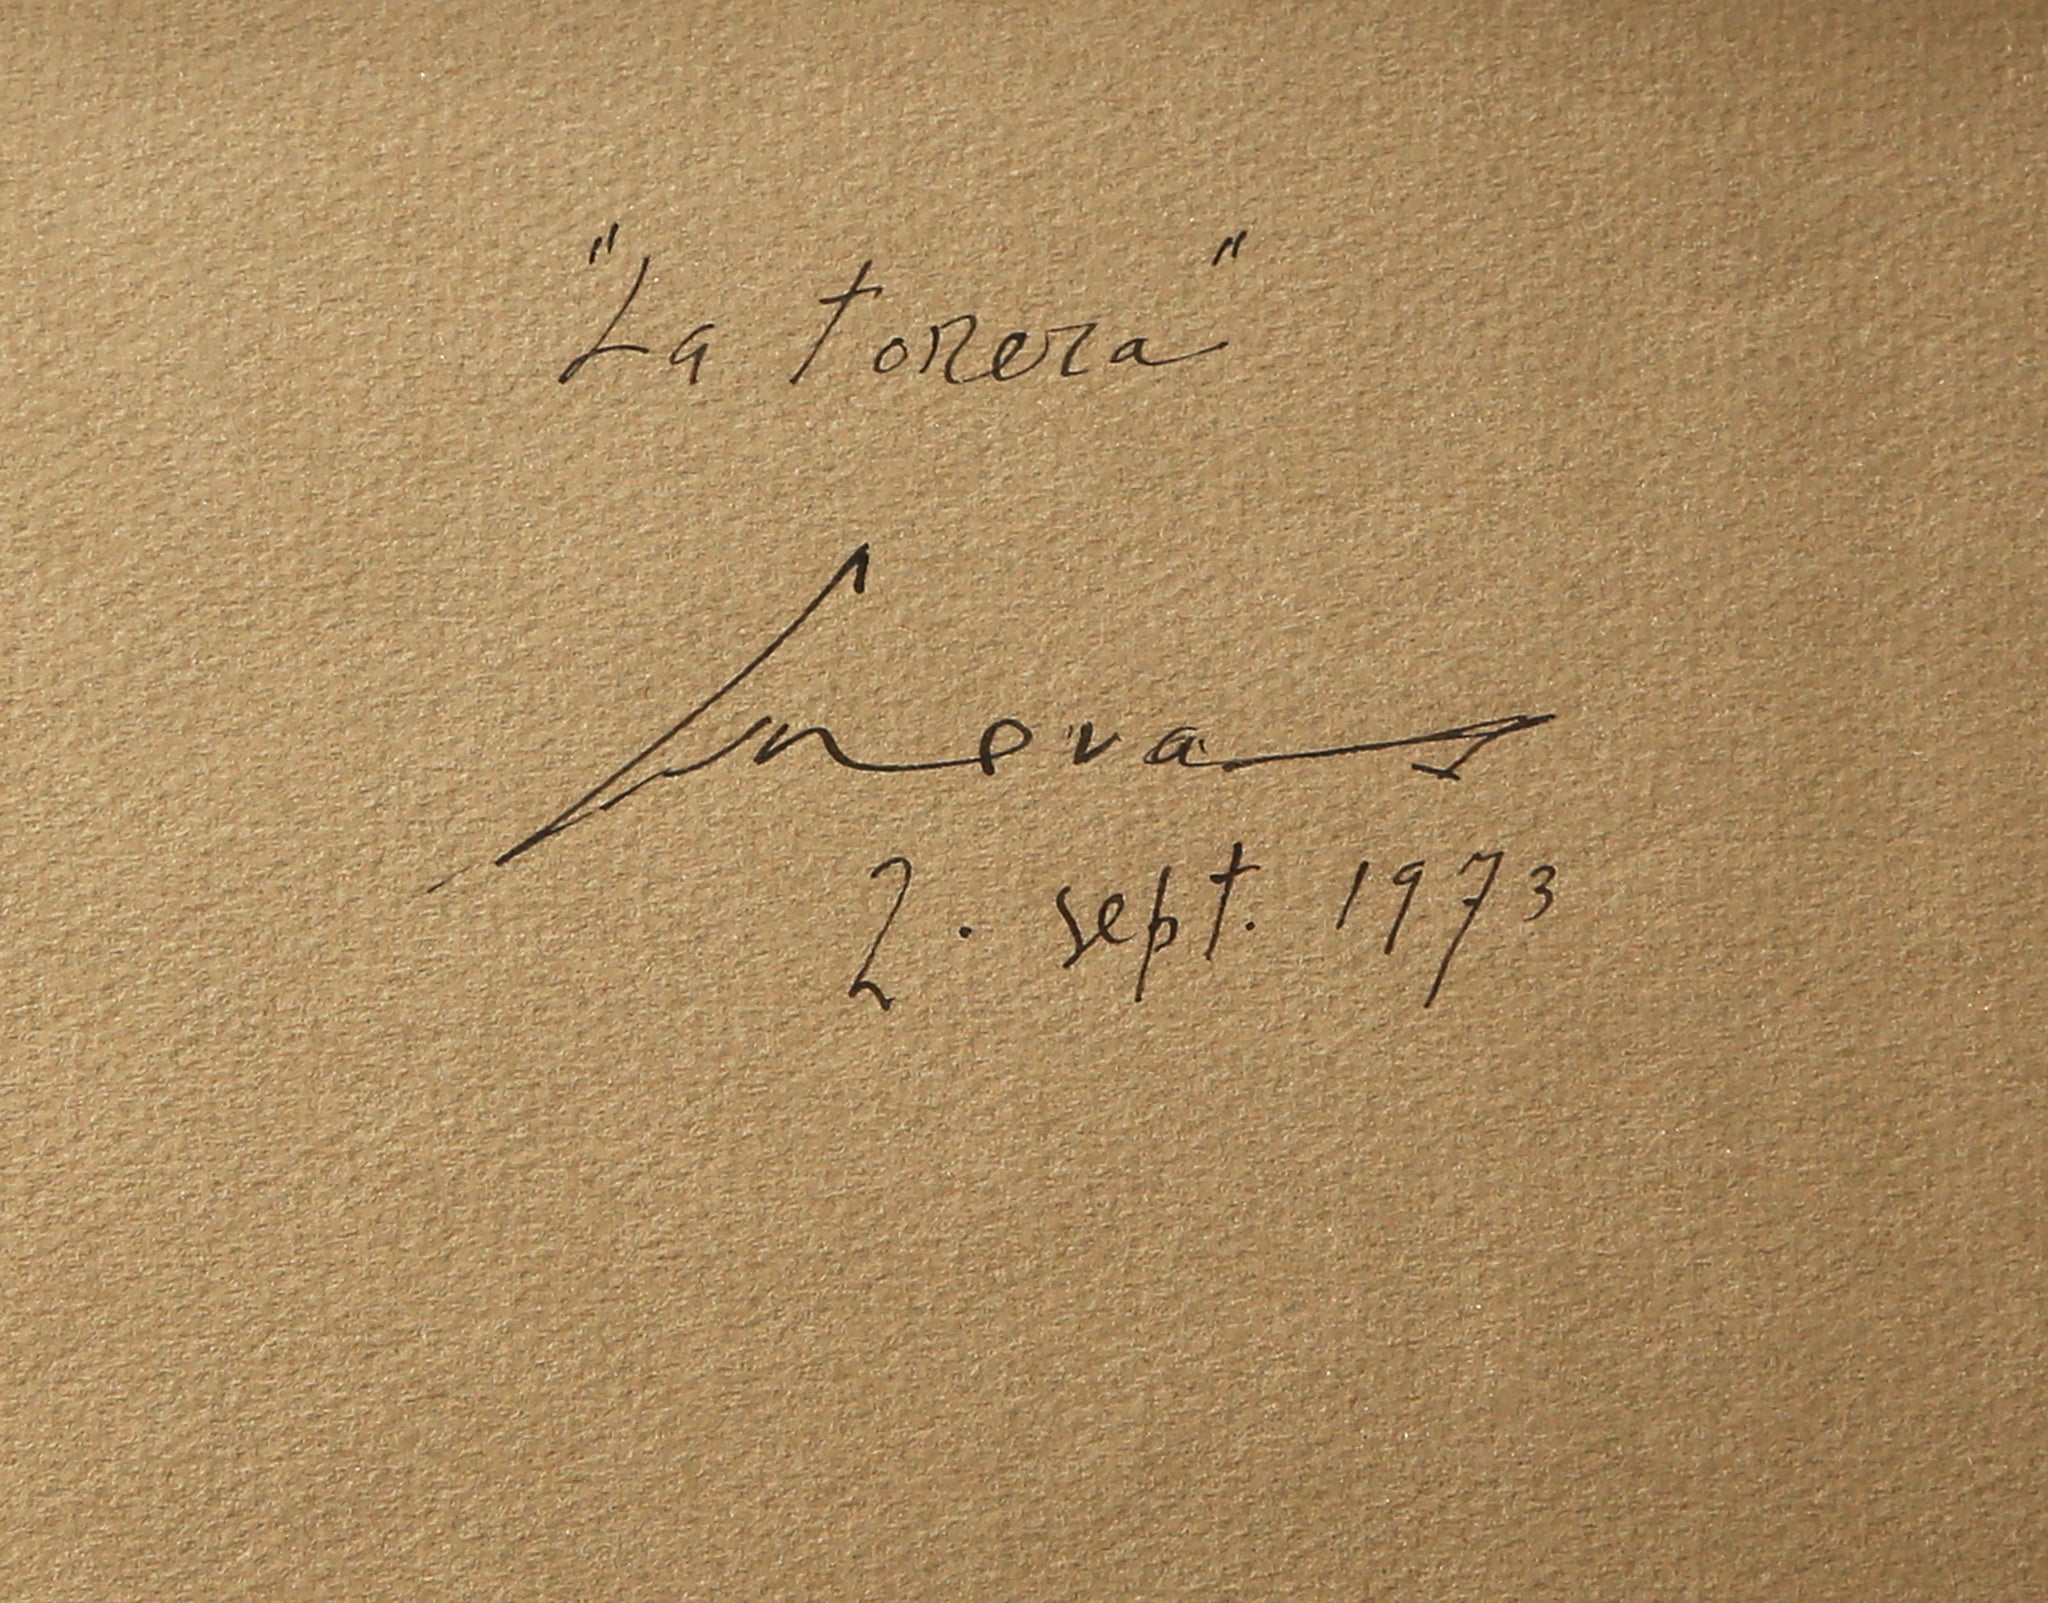 "La torera"
2. sept. 1973